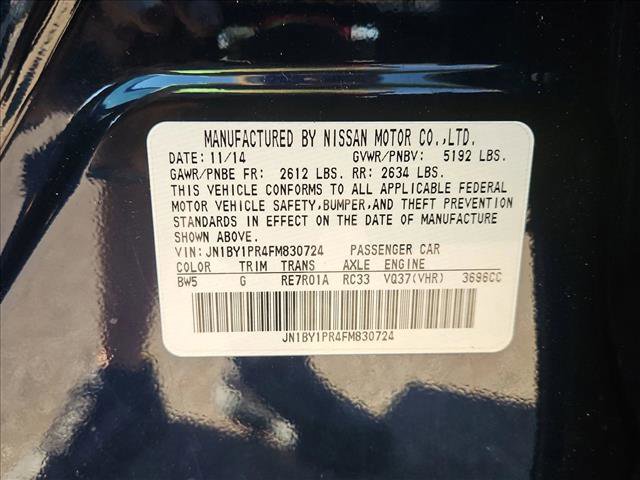 MANUFACTURED BY NISSAN MOTOR CO.,LTD.
DATE: 11/14 GVWR/PNBV: 5192 LBS.
GAWR/PNBE FR: 2612 LBS. RR: 2634 LBS.
THIS VEHICLE CONFORMS TO ALL APPLICABLE FEDERAL
MOTOR VEHICLE SAFETY,BUMPER,AND THEFT PREVENTION
STANDARDS IN EFFECT ON THE DATE OF MANUFACTURE
SHOWN ABOVE.
VIN:JN1BY1PR4FM830724 PASSENGER CAR
COLOR TRIM TRANS AXLE ENGINE
BW5 G RE7R01A RC33 VQ37(VHR) 3696CC
JN1BY1PR4FM830724